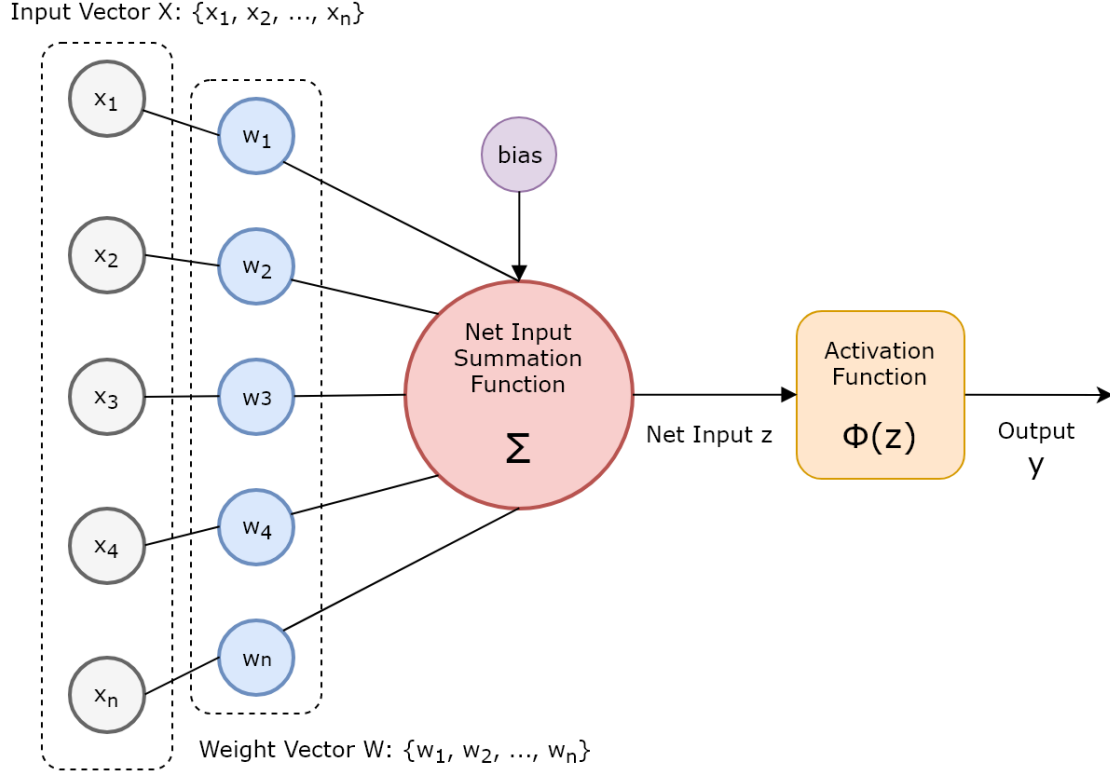 Input Vector X: {x₁, x₂, ..., xₙ}
x₁
w₁
bias
x₂
w₂
Net Input
Summation
Function
Σ
x₃
w3
Net Input z
Activation
Function
Φ(z)
Output
y
x₄
w₄
xₙ
wn
Weight Vector W: {w₁, w₂, ..., wₙ}